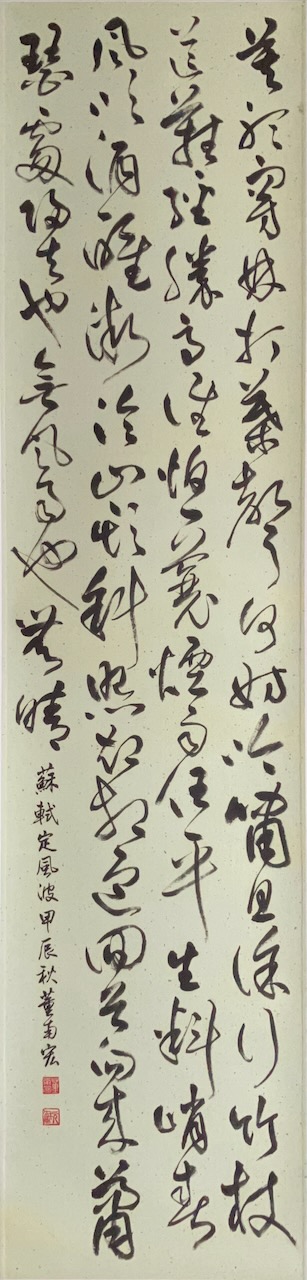 莫聽穿林打葉聲何妨吟嘯且徐行竹杖
芒鞋輕勝馬誰怕一蓑煙雨任平生料峭春
風吹酒醒微冷山頭斜照卻相迎回首向來蕭
瑟處歸去也無風雨也無晴
蘇軾定風波甲辰秋董宏